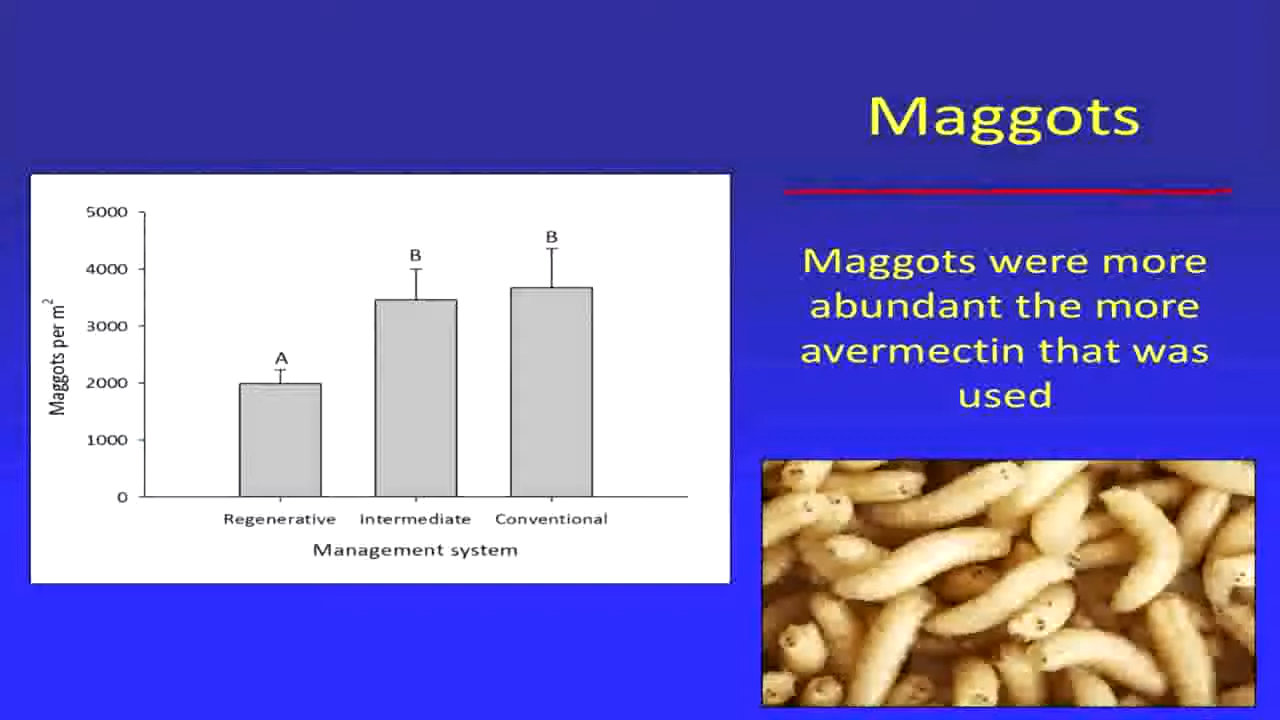 Maggots
Maggots were more
abundant the more
avermectin that was
used
5000
4000
3000
2000
1000
0
Maggots per m²
A
B
B
Regenerative Intermediate Conventional
Management system